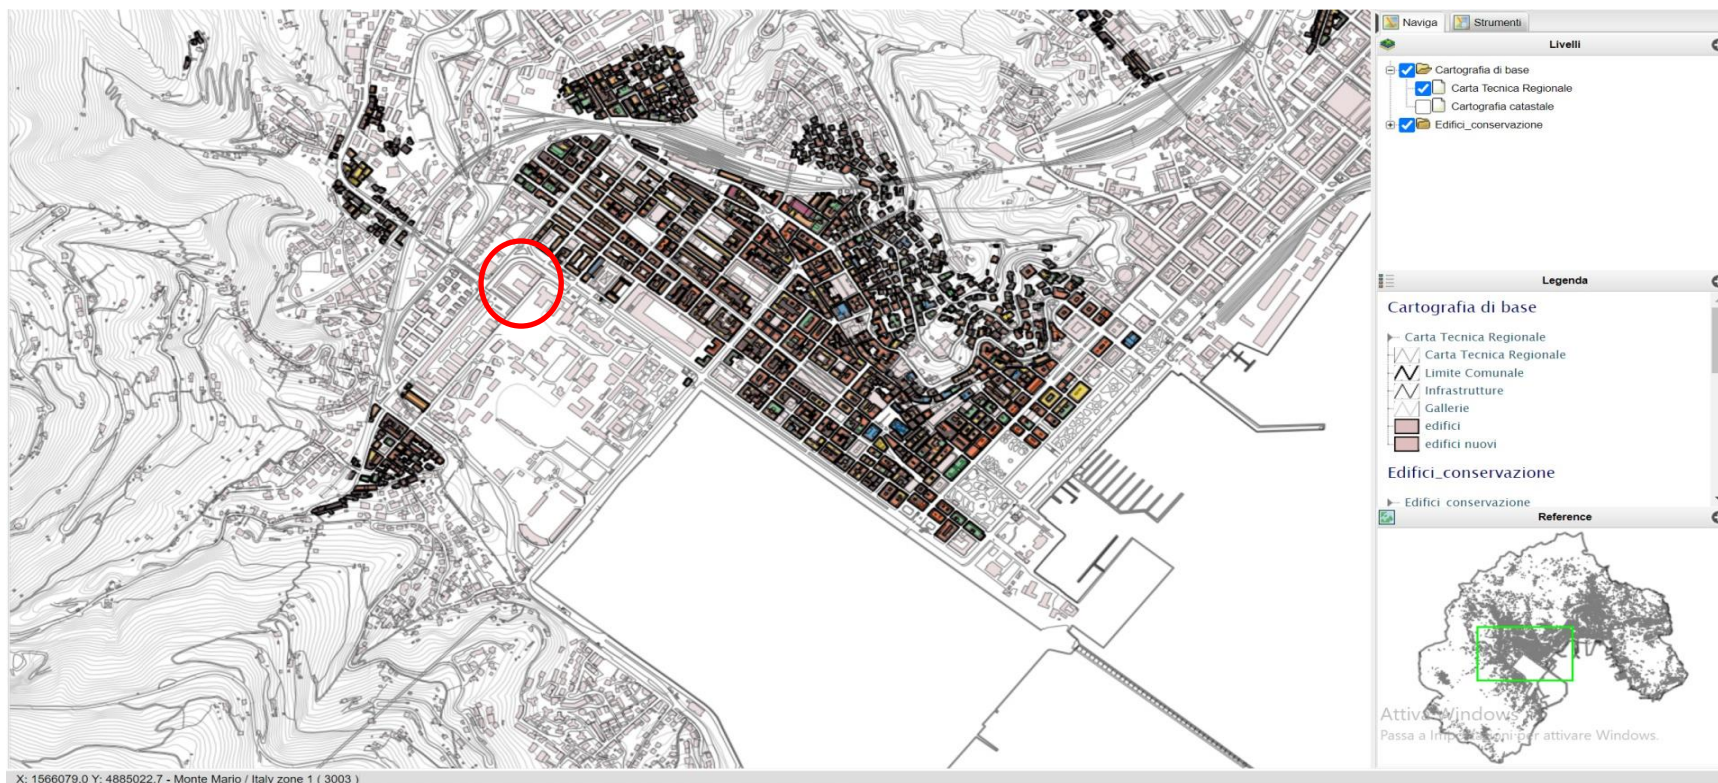 Naviga
Strumenti
Livelli
Cartografia di base
Carta Tecnica Regionale
Cartografia catastale
Edifici_conservazione
Legenda
Cartografia di base
Carta Tecnica Regionale
Carta Tecnica Regionale
Limite Comunale
Infrastrutture
Gallerie
edifici
edifici nuovi
Edifici_conservazione
Edifici conservazione
Reference
Attiva Windows
Passa a Impostazioni per attivare Windows.
X: 1566079.0 Y: 4885022.7 - Monte Mario / Italy zone 1 ( 3003 )